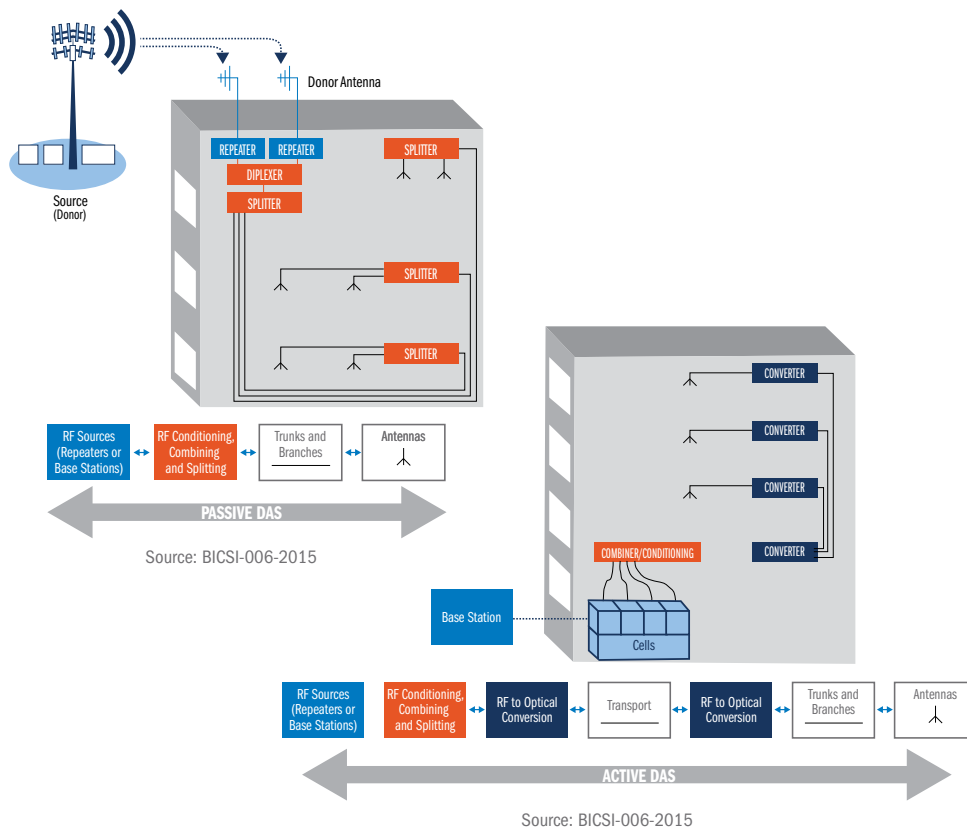 Donor Antenna
REPEATER
REPEATER
SPLITTER
DIPLEXER
SPLITTER
Source
(Donor)
SPLITTER
SPLITTER
RF Sources
(Repeaters or
Base Stations)
RF Conditioning,
Combining
and Splitting
Trunks and
Branches
Antennas
PASSIVE DAS
Source: BICSI-006-2015
CONVERTER
CONVERTER
CONVERTER
CONVERTER
COMBINER/CONDITIONING
Base Station
Cells
RF Sources
(Repeaters or
Base Stations)
RF Conditioning,
Combining
and Splitting
RF to Optical
Conversion
Transport
RF to Optical
Conversion
Trunks and
Branches
Antennas
ACTIVE DAS
Source: BICSI-006-2015